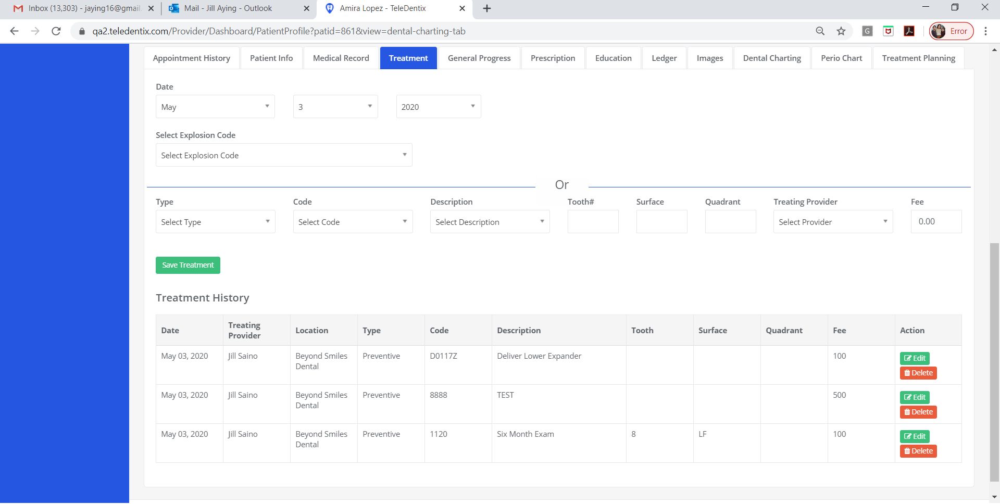 Inbox (13,303) - jaying16@gmail.
Mail - Jill Aying - Outlook
Amira Lopez - TeleDentix
qa2.teledentix.com/Provider/Dashboard/PatientProfile?patid=861&view=dental-charting-tab
G
Error
Appointment History
Patient Info
Medical Record
Treatment
General Progress
Prescription
Education
Ledger
Images
Dental Charting
Perio Chart
Treatment Planning
Date
May
3
2020
Select Explosion Code
Select Explosion Code
Or
Type
Code
Description
Tooth#
Surface
Quadrant
Treating Provider
Fee
Select Type
Select Code
Select Description
Select Provider
0.00
Save Treatment
Treatment History
Date
Treating
Provider
Location
Type
Code
Description
Tooth
Surface
Quadrant
Fee
Action
May 03, 2020
Jill Saino
Beyond Smiles
Dental
Preventive
D0117Z
Deliver Lower Expander
100
Edit
Delete
May 03, 2020
Jill Saino
Beyond Smiles
Dental
Preventive
8888
TEST
500
Edit
Delete
May 03, 2020
Jill Saino
Beyond Smiles
Dental
Preventive
1120
Six Month Exam
8
LF
100
Edit
Delete